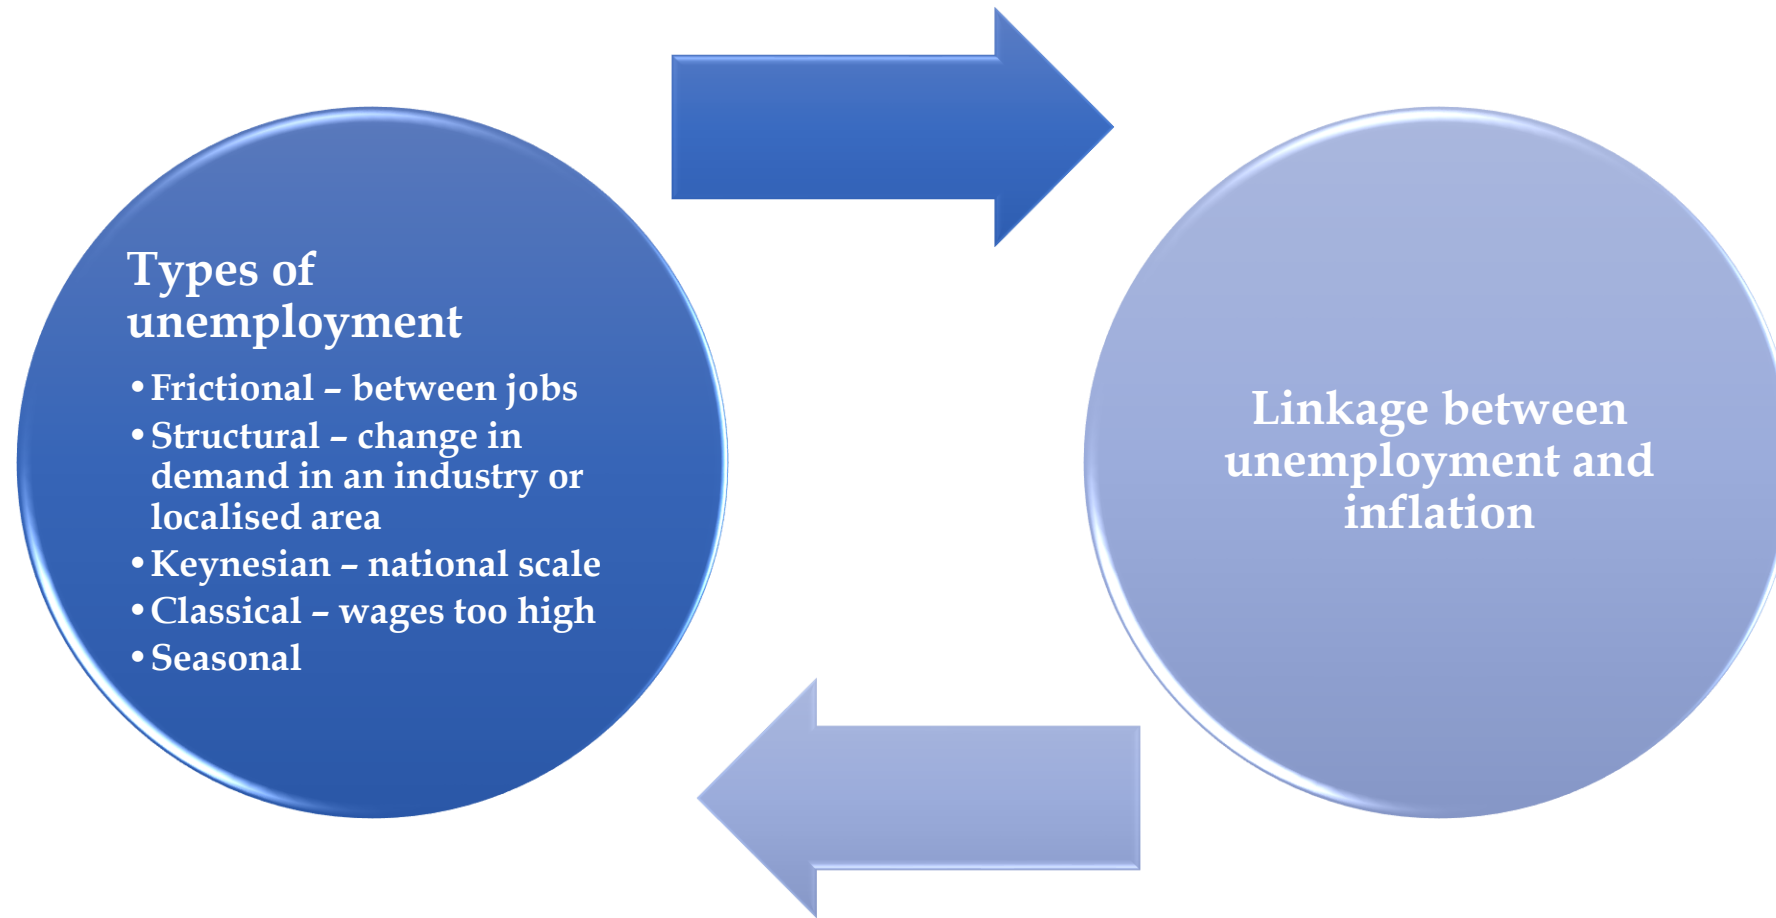 Types of
unemployment
•Frictional – between jobs
•Structural – change in
demand in an industry or
localised area
•Keynesian – national scale
•Classical – wages too high
•Seasonal
Linkage between
unemployment and
inflation